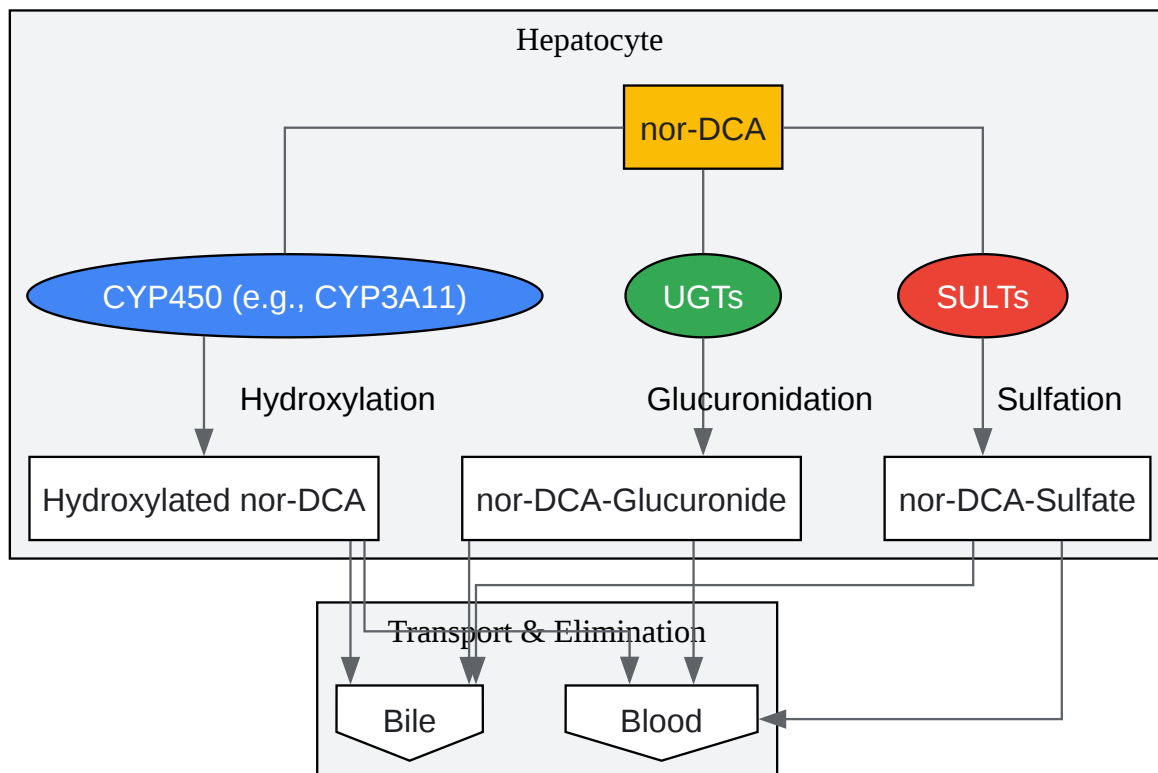 Hepatocyte
nor-DCA
CYP450 (e.g., CYP3A11)
UGTs
SULTs
Hydroxylation
Glucuronidation
Sulfation
Hydroxylated nor-DCA
nor-DCA-Glucuronide
nor-DCA-Sulfate
Transport & Elimination
Bile
Blood